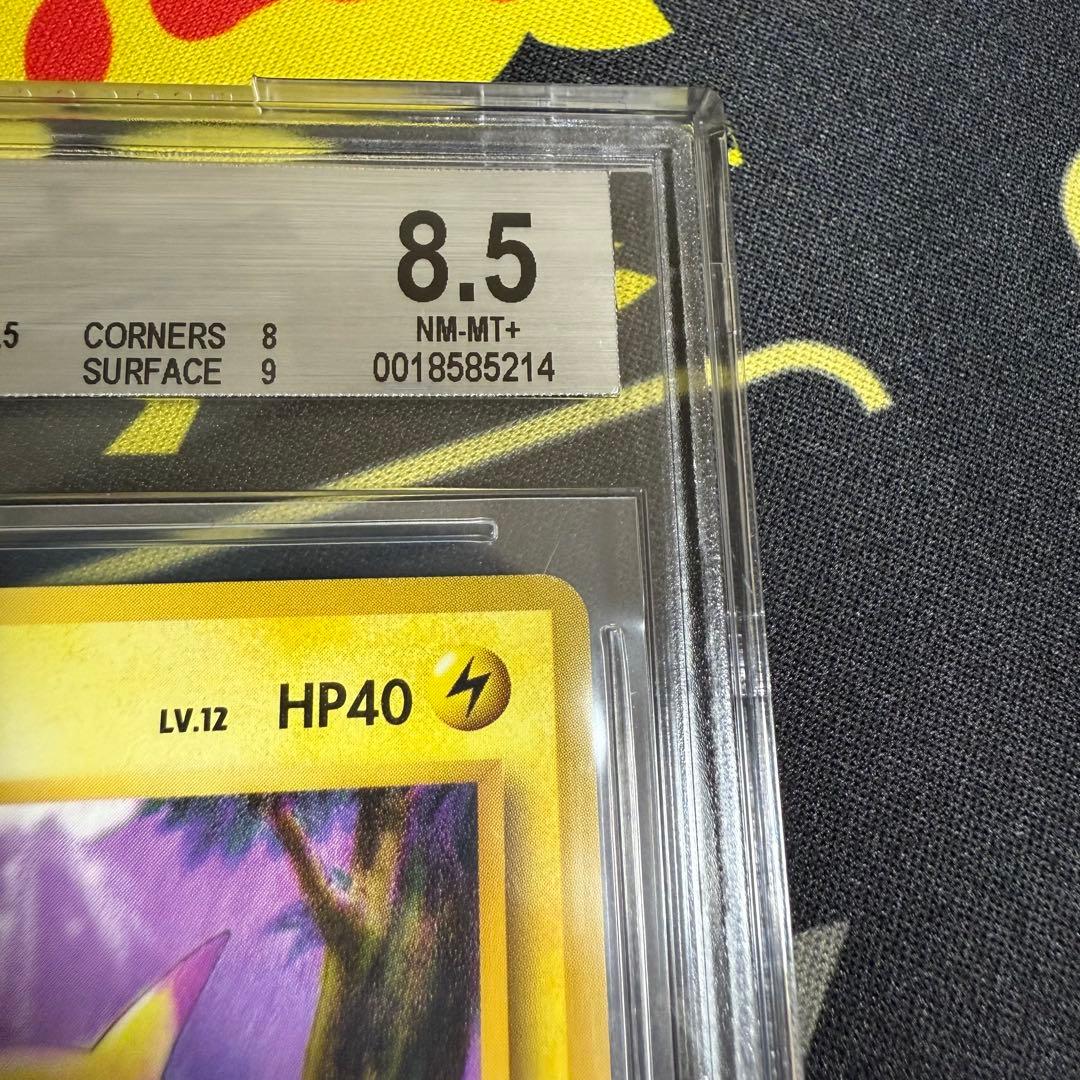 8.5
.5 CORNERS 8 NM-MT+
SURFACE 9 0018585214
LV.12 HP40